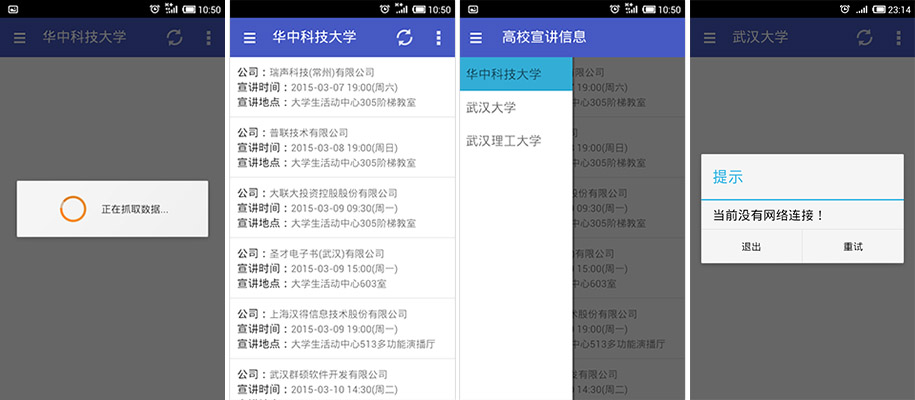 10:50
华中科技大学
正在抓取数据...
10:50
华中科技大学
公司：瑞声科技(常州)有限公司
宣讲时间：2015-03-07 19:00(周六)
宣讲地点：大学生活动中心305阶梯教室
公司：普联技术有限公司
宣讲时间：2015-03-08 19:00(周日)
宣讲地点：大学生活动中心305阶梯教室
公司：大联大投资控股股份有限公司
宣讲时间：2015-03-09 09:30(周一)
宣讲地点：大学生活动中心305阶梯教室
公司：圣才电子书(武汉)有限公司
宣讲时间：2015-03-09 15:00(周一)
宣讲地点：大学生活动中心603室
公司：上海汉得信息技术股份有限公司
宣讲时间：2015-03-09 19:00(周一)
宣讲地点：大学生活动中心513多功能演播厅
公司：武汉群硕软件开发有限公司
宣讲时间：2015-03-10 14:30(周二)
10:50
高校宣讲信息
华中科技大学
武汉大学
武汉理工大学
有限公司
19:00(周六)
305阶梯教室
公司
19:00(周日)
305阶梯教室
股份有限公司
09:30(周一)
305阶梯教室
汉)有限公司
15:00(周一)
603室
技术股份有限公司
19:00(周一)
513多功能演播厅
发有限公司
14:30(周二)
23:14
武汉大学
提示
当前没有网络连接！
退出
重试